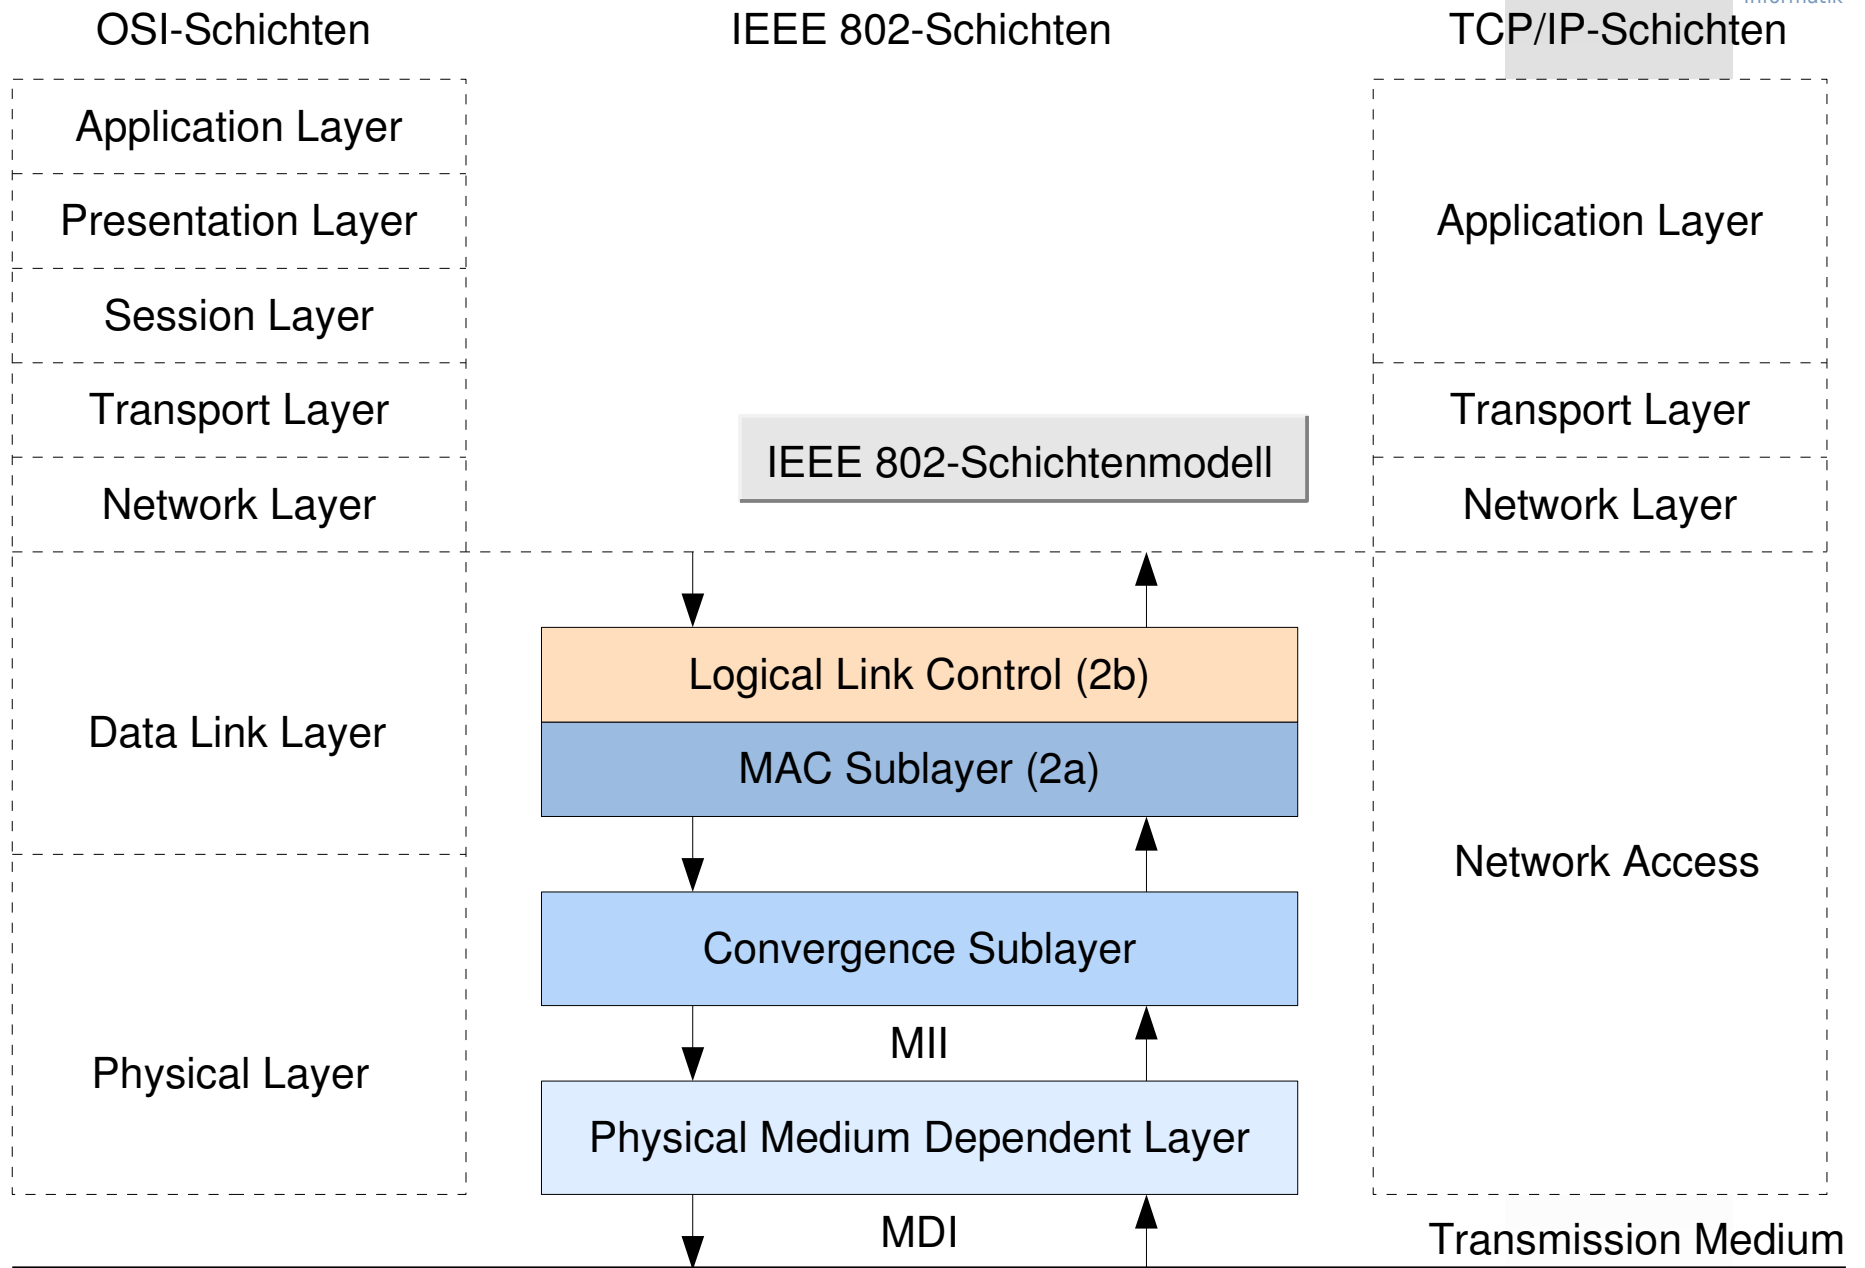 Informatik
OSI-Schichten
IEEE 802-Schichten
TCP/IP-Schichten
Application Layer
Presentation Layer
Session Layer
Transport Layer
Network Layer
Data Link Layer
Physical Layer
IEEE 802-Schichtenmodell
Logical Link Control (2b)
MAC Sublayer (2a)
Convergence Sublayer
MII
Physical Medium Dependent Layer
MDI
Application Layer
Transport Layer
Network Layer
Network Access
Transmission Medium